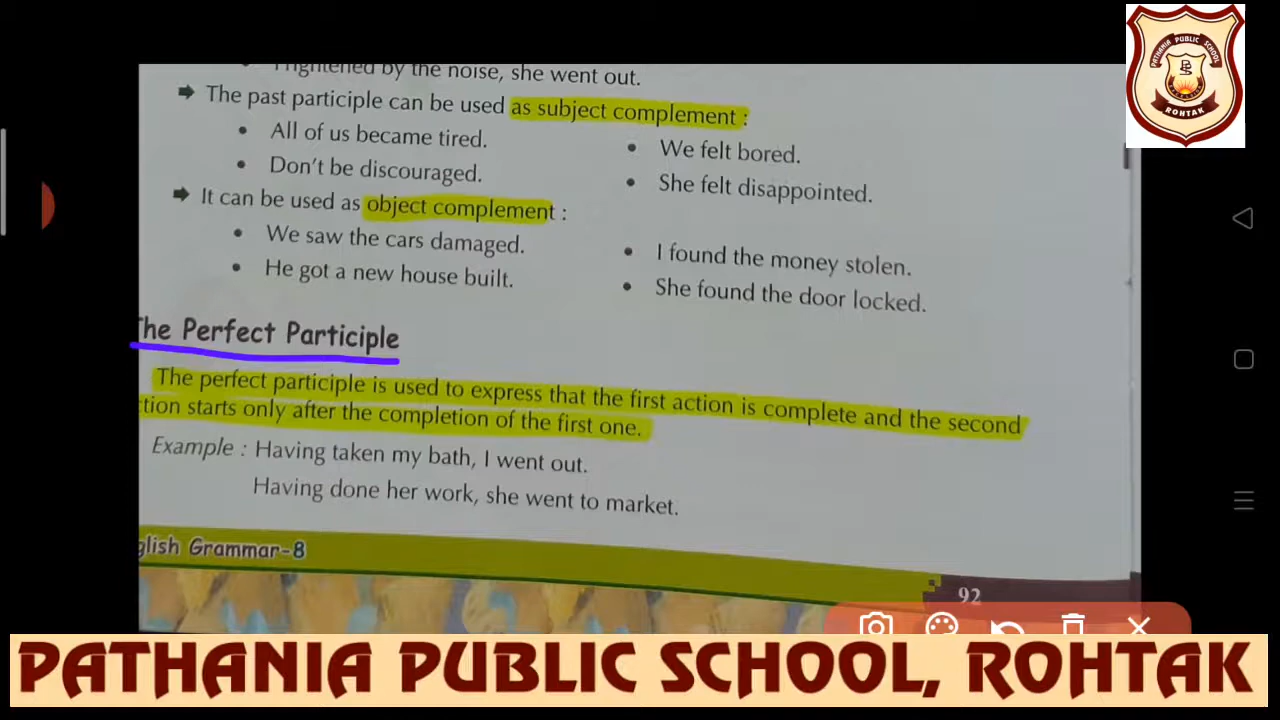 PATHANIA PUBLIC SCHOOL
PS
ROHTAK
Frightened by the noise, she went out.
The past participle can be used as subject complement :
All of us became tired.
We felt bored.
Don't be discouraged.
She felt disappointed.
It can be used as object complement :
We saw the cars damaged.
I found the money stolen.
He got a new house built.
She found the door locked.
The Perfect Participle
The perfect participle is used to express that the first action is complete and the second
ction starts only after the completion of the first one.
Example : Having taken my bath, I went out.
Having done her work, she went to market.
glish Grammar-8
92
PATHANIA PUBLIC SCHOOL, ROHTAK